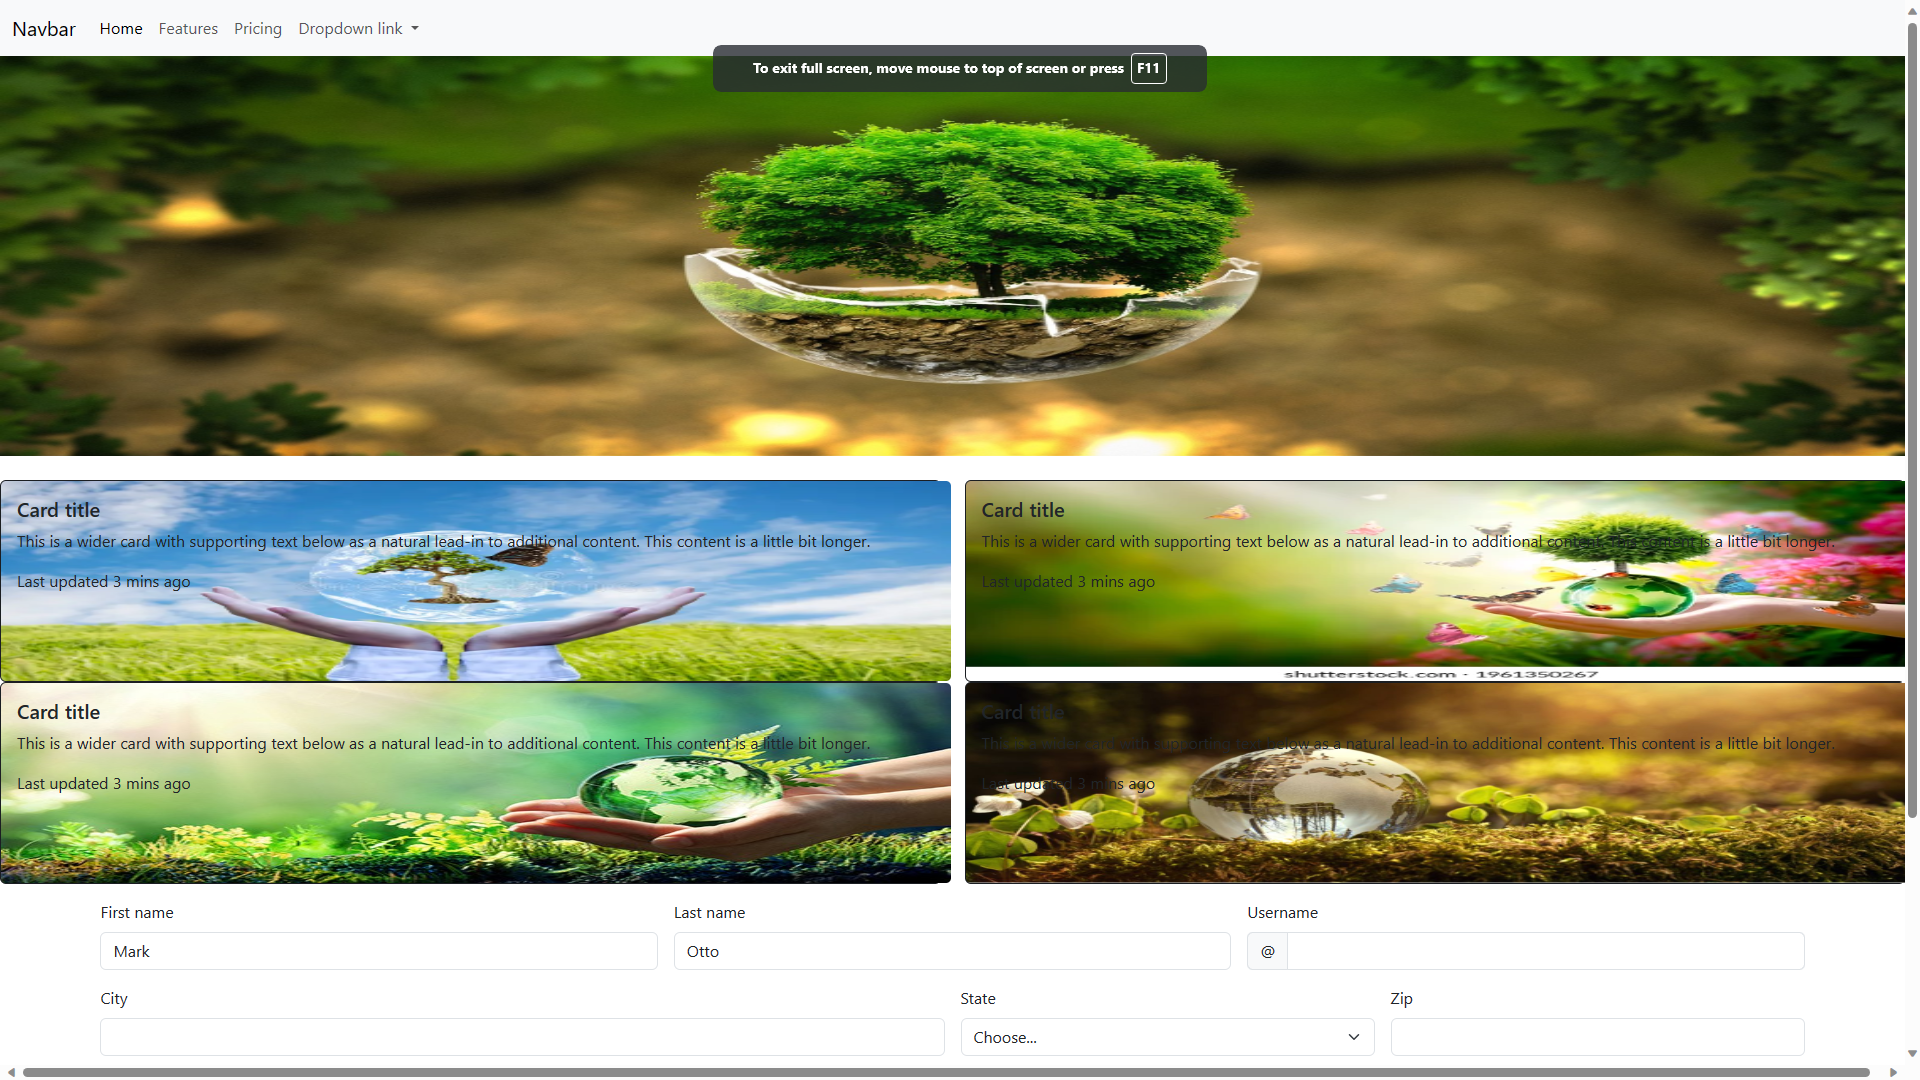 Navbar Home Features Pricing Dropdown link
To exit full screen, move mouse to top of screen or press F11
Card title
This is a wider card with supporting text below as a natural lead-in to additional content. This content is a little bit longer.
Last updated 3 mins ago
Card title
This is a wider card with supporting text below as a natural lead-in to additional content. This content is a little bit longer.
Last updated 3 mins ago
shutterstock.com · 1961350267
Card title
This is a wider card with supporting text below as a natural lead-in to additional content. This content is a little bit longer.
Last updated 3 mins ago
Card title
This is a wider card with supporting text below as a natural lead-in to additional content. This content is a little bit longer.
Last updated 3 mins ago
First name Last name Username
Mark Otto @
City State Zip
Choose...